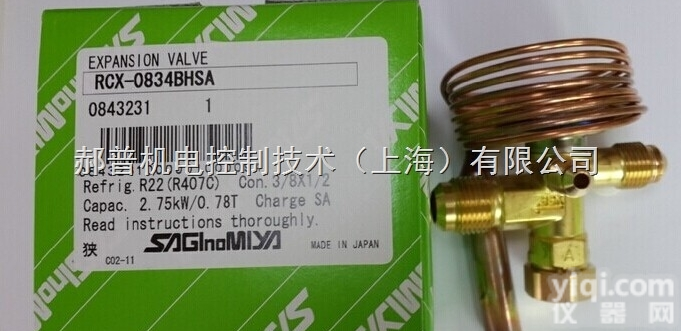 EXPANSION VALVE
RCX-0834BHSA
0843231 1
郝普机电控制技术（上海）有限公司
Refrig. R22(R407C) Con. 3/8X1/2
Capac. 2.75kW/0.78T Charge SA
Read instructions thoroughly.
狭 SAGInoMIYA MADE IN JAPAN
C02-11
A
yiqi.com
仪器网